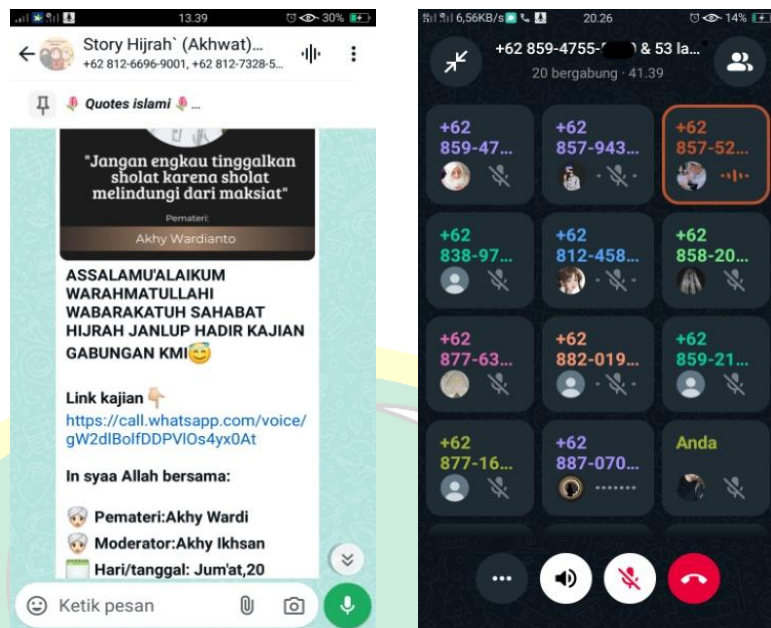 13.39
30%
Story Hijrah` (Akhwat)...
+62 812-6696-9001, +62 812-7328-5...
Quotes islami ...
"Jangan engkau tinggalkan
sholat karena sholat
melindungi dari maksiat"
Pemateri:
Akhy Wardianto
ASSALAMU'ALAIKUM
WARAHMATULLAHI
WABARAKATUH SAHABAT
HIJRAH JANLUP HADIR KAJIAN
GABUNGAN KMI😇
Link kajian 👇🏻
https://call.whatsapp.com/voice/
gW2dIBolfDDPVlOs4yx0At
In syaa Allah bersama:
Pemateri:Akhy Wardi
Moderator:Akhy Ikhsan
Hari/tanggal: Jum'at,20
Ketik pesan
6,56KB/s
20.26
14%
+62 859-4755- & 53 la...
20 bergabung · 41.39
+62
859-47...
+62
857-943...
+62
857-52...
+62
838-97...
+62
812-458...
+62
858-20...
+62
877-63...
+62
882-019...
+62
859-21...
+62
877-16...
+62
887-070...
Anda